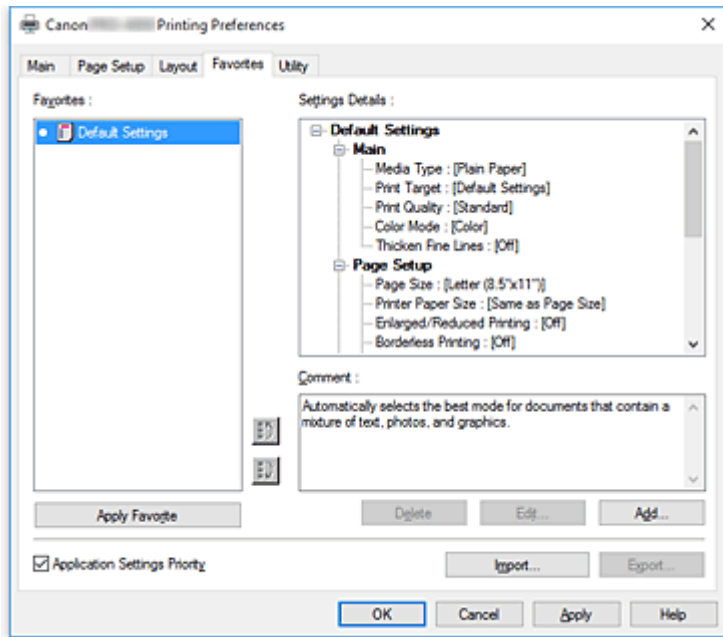 Canon Printing Preferences
Main Page Setup Layout Favorites Utility
Favorites :
Default Settings
Settings Details :
Default Settings
Main
Media Type : [Plain Paper]
Print Target : [Default Settings]
Print Quality : [Standard]
Color Mode : [Color]
Thicken Fine Lines : [Off]
Page Setup
Page Size : [Letter (8.5"x11")]
Printer Paper Size : [Same as Page Size]
Enlarged/Reduced Printing : [Off]
Borderless Printing : [Off]
Comment :
Automatically selects the best mode for documents that contain a
mixture of text, photos, and graphics.
Apply Favorite
Delete Edit... Add...
Application Settings Priority
Import... Export...
OK Cancel Apply Help